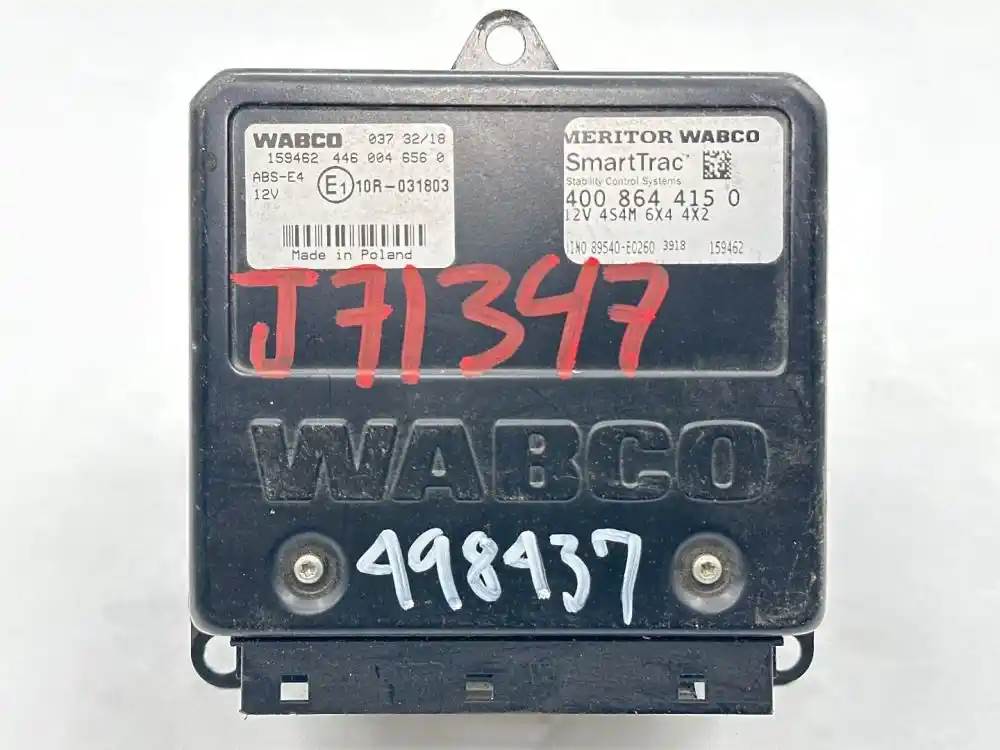 WABCO 037 32/18
159462 446 004 656 0
ABS-E4
12V
E1 10R-031803
Made in Poland
MERITOR WABCO
SmartTrac™
Stability Control Systems
400 864 415 0
12V 4S4M 6X4 4X2
89540-E0260 3918 159462
J71347
WABCO
498437